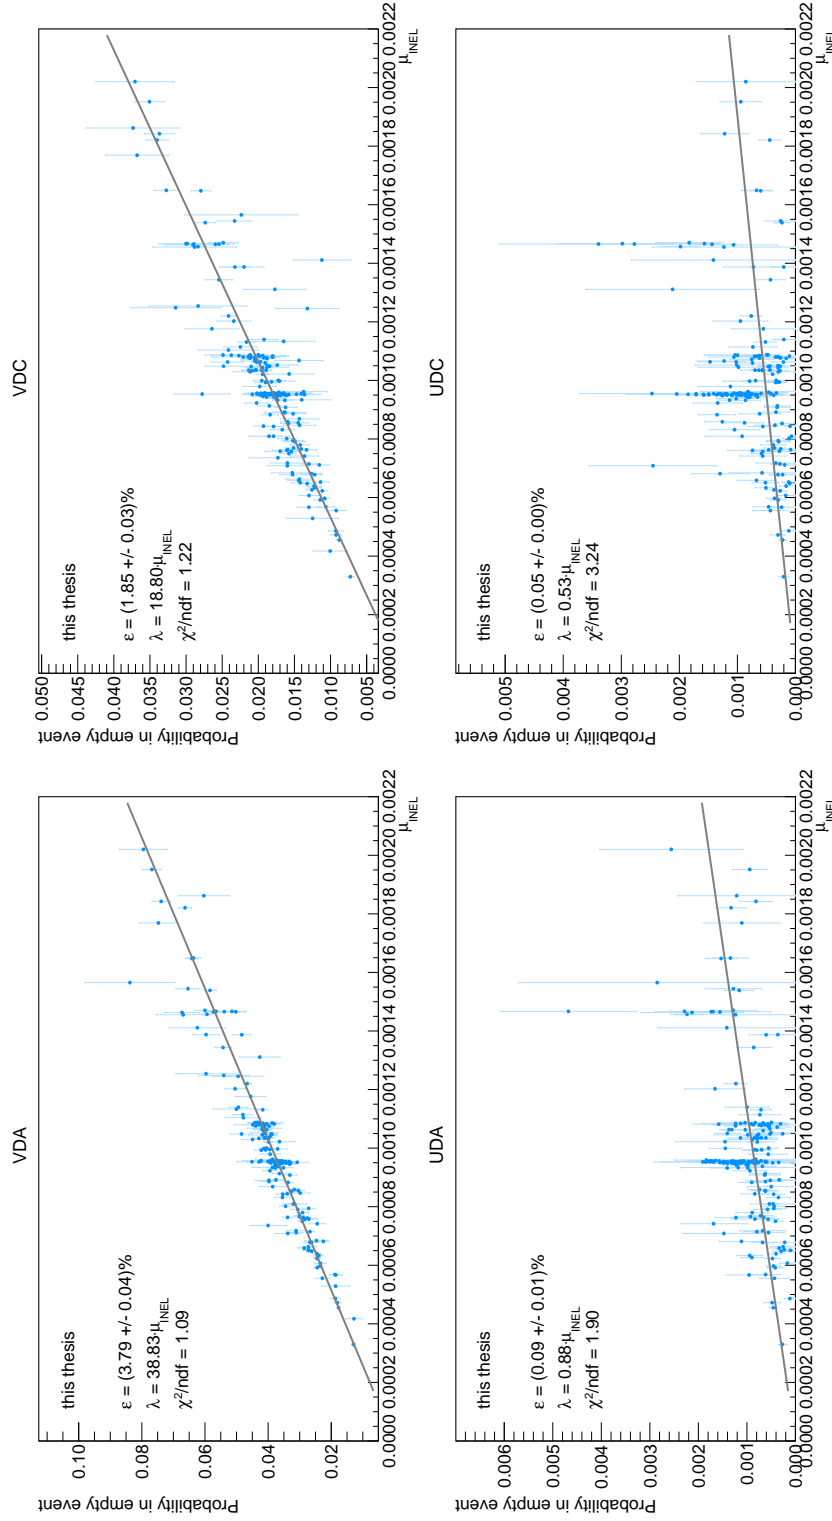 VDA
Probability in empty event
0.10
0.08
0.06
0.04
0.02
this thesis
ε = (3.79 +/- 0.04)%
λ = 38.83·μ_INEL
χ²/ndf = 1.09
0.0000 0.0002 0.0004 0.0006 0.0008 0.0010 0.0012 0.0014 0.0016 0.0018 0.0020 0.0022
μ_INEL
VDC
Probability in empty event
0.050
0.045
0.040
0.035
0.030
0.025
0.020
0.015
0.010
0.005
this thesis
ε = (1.85 +/- 0.03)%
λ = 18.80·μ_INEL
χ²/ndf = 1.22
0.0000 0.0002 0.0004 0.0006 0.0008 0.0010 0.0012 0.0014 0.0016 0.0018 0.0020 0.0022
μ_INEL
UDA
Probability in empty event
0.006
0.005
0.004
0.003
0.002
0.001
0.000
this thesis
ε = (0.09 +/- 0.01)%
λ = 0.88·μ_INEL
χ²/ndf = 1.90
0.0000 0.0002 0.0004 0.0006 0.0008 0.0010 0.0012 0.0014 0.0016 0.0018 0.0020 0.0022
μ_INEL
UDC
Probability in empty event
0.005
0.004
0.003
0.002
0.001
0.000
this thesis
ε = (0.05 +/- 0.00)%
λ = 0.53·μ_INEL
χ²/ndf = 3.24
0.0000 0.0002 0.0004 0.0006 0.0008 0.0010 0.0012 0.0014 0.0016 0.0018 0.0020 0.0022
μ_INEL